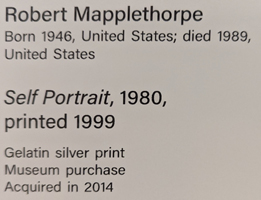 Robert Mapplethorpe
Born 1946, United States; died 1989,
United States
Self Portrait, 1980,
printed 1999
Gelatin silver print
Museum purchase
Acquired in 2014